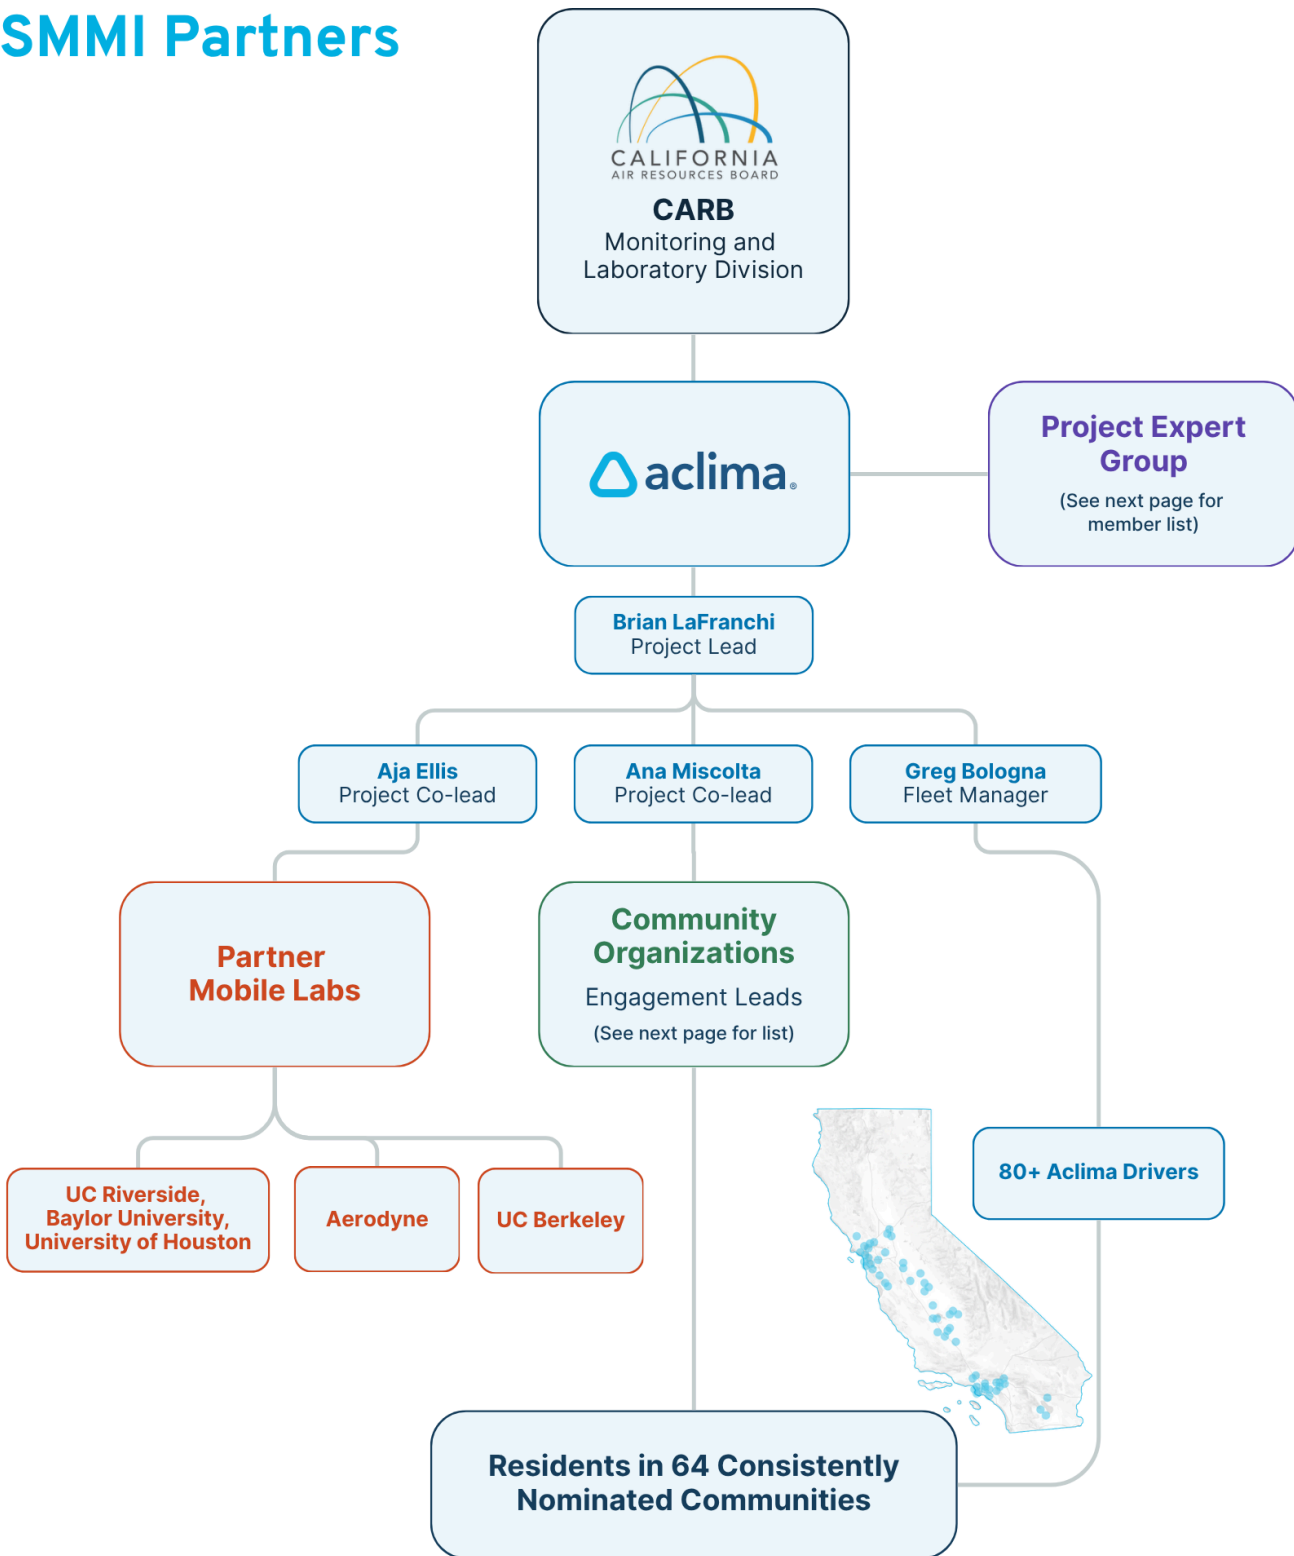 SMMI Partners
CALIFORNIA
AIR RESOURCES BOARD
CARB
Monitoring and
Laboratory Division
aclima®
Project Expert
Group
(See next page for
member list)
Brian LaFranchi
Project Lead
Aja Ellis
Project Co-lead
Ana Miscolta
Project Co-lead
Greg Bologna
Fleet Manager
Partner
Mobile Labs
Community
Organizations
Engagement Leads
(See next page for list)
80+ Aclima Drivers
UC Riverside,
Baylor University,
University of Houston
Aerodyne
UC Berkeley
Residents in 64 Consistently
Nominated Communities